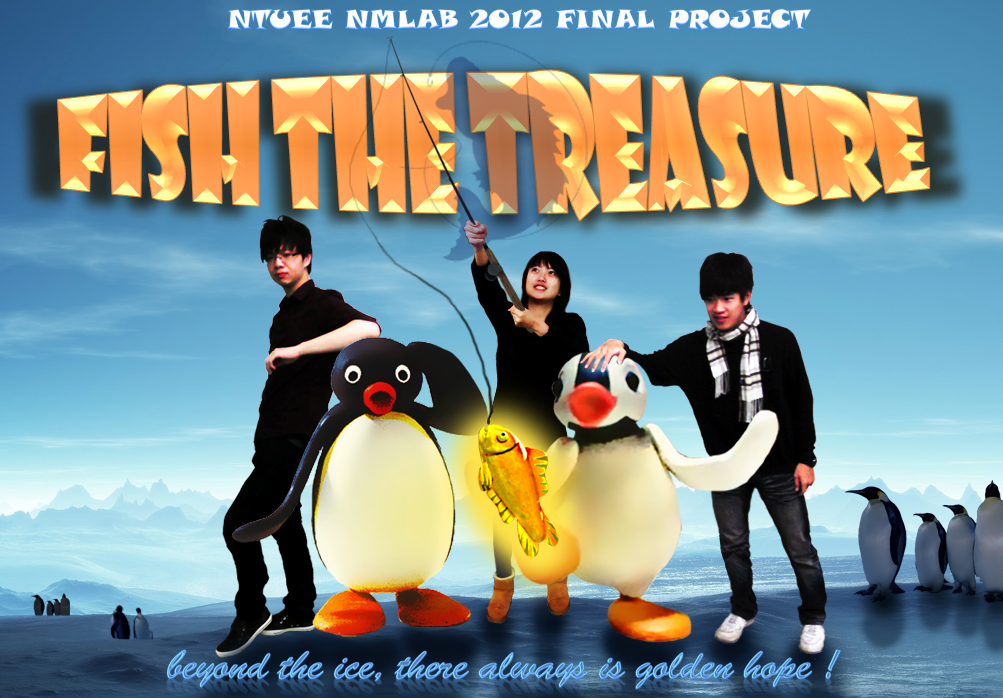 NTUEE NMLAB 2012 FINAL PROJECT
FISH THE TREASURE
beyond the ice, there always is golden hope !